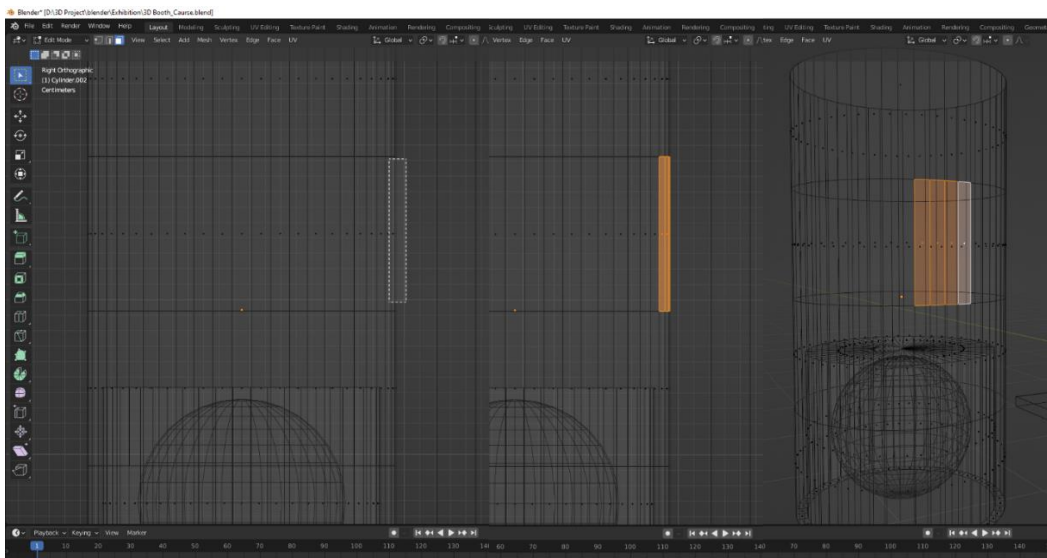 Blender* [D:\3D Project\blender\Exhibition\3D Booth_Caurse.blend]
File Edit Render Window Help Layout Modeling Sculpting UV Editing Texture Paint Shading Animation Rendering Compositing Sculpting UV Editing Texture Paint Shading Animation Rendering Compositing UV Editing Texture Paint Shading Animation Rendering Compositing
Edit Mode View Select Add Mesh Vertex Edge Face UV Global Vertex Edge Face UV Global Edge Face UV Global
Right Orthographic
(1) Cylinder.002
Centimeters
Playback Keying View Marker
1 10 20 30 40 50 60 70 80 90 100 110 120 130 60 70 80 90 100 110 120 130 140 80 90 100 110 120 130 140